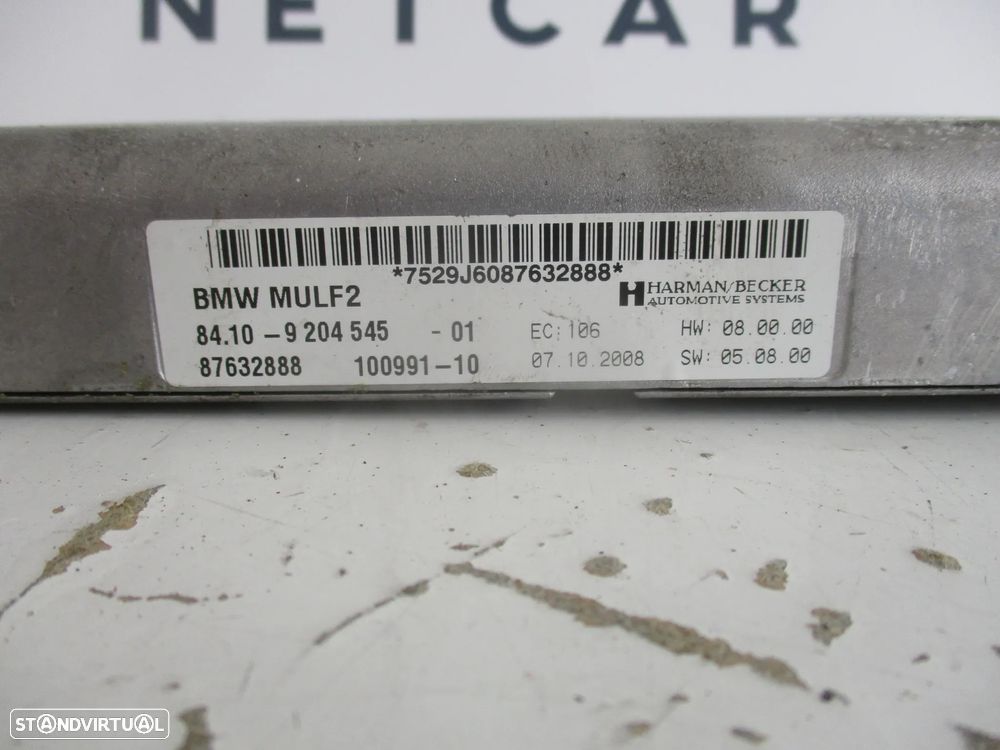 NETCAR
*7529J6087632888*
BMW MULF2
HARMAN/BECKER
AUTOMOTIVE SYSTEMS
84.10 - 9 204 545 - 01 EC: 106 HW: 08.00.00
87632888 100991-10 07.10.2008 SW: 05.08.00
STANDVIRTUAL